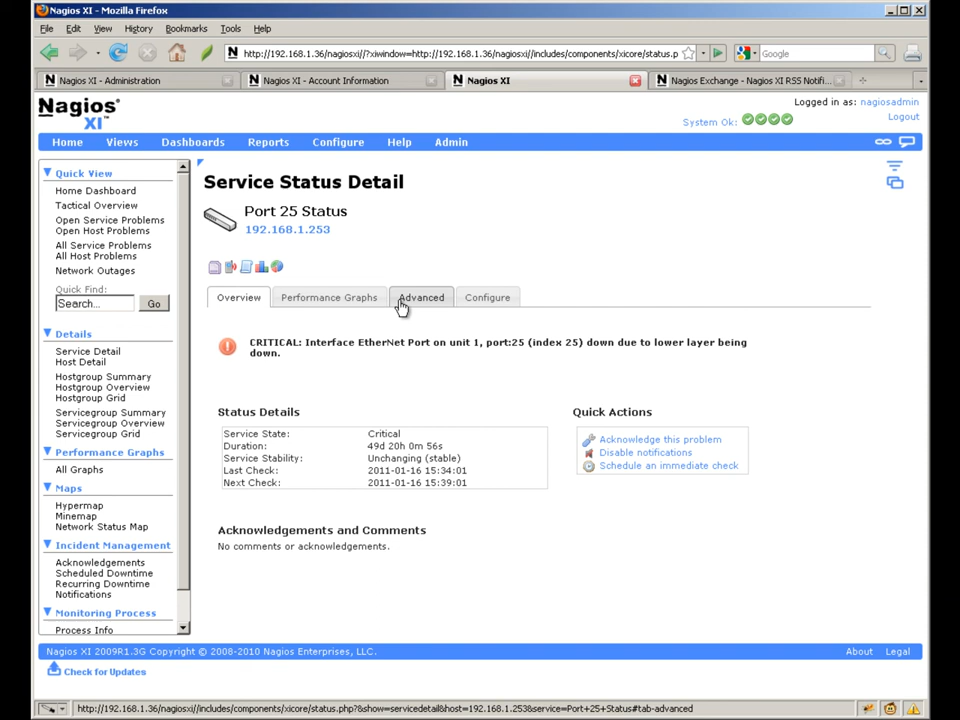 Nagios XI - Mozilla Firefox
File Edit View History Bookmarks Tools Help
http://192.168.1.36/nagiosxi/?xiwindow=http://192.168.1.36/nagiosxi/includes/components/xicore/status.p
Google
Nagios XI - Administration
Nagios XI - Account Information
Nagios XI
Nagios Exchange - Nagios XI RSS Notifi...
Nagios®
XI™
Logged in as: nagiosadmin
System Ok:
Logout
Home Views Dashboards Reports Configure Help Admin
Quick View
Home Dashboard
Tactical Overview
Open Service Problems
Open Host Problems
All Service Problems
All Host Problems
Network Outages
Quick Find:
Search... Go
Details
Service Detail
Host Detail
Hostgroup Summary
Hostgroup Overview
Hostgroup Grid
Servicegroup Summary
Servicegroup Overview
Servicegroup Grid
Performance Graphs
All Graphs
Maps
Hypermap
Minemap
Network Status Map
Incident Management
Acknowledgements
Scheduled Downtime
Recurring Downtime
Notifications
Monitoring Process
Process Info
Service Status Detail
Port 25 Status
192.168.1.253
Overview Performance Graphs Advanced Configure
CRITICAL: Interface EtherNet Port on unit 1, port:25 (index 25) down due to lower layer being
down.
Status Details
Service State: Critical
Duration: 49d 20h 0m 56s
Service Stability: Unchanging (stable)
Last Check: 2011-01-16 15:34:01
Next Check: 2011-01-16 15:39:01
Quick Actions
Acknowledge this problem
Disable notifications
Schedule an immediate check
Acknowledgements and Comments
No comments or acknowledgements.
Nagios XI 2009R1.3G Copyright © 2008-2010 Nagios Enterprises, LLC.
About Legal
Check for Updates
http://192.168.1.36/nagiosxi//includes/components/xicore/status.php?&show=servicedetail&host=192.168.1.253&service=Port+25+Status#tab-advanced